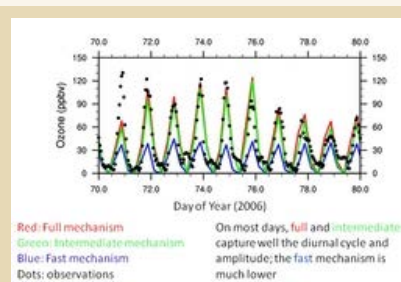 70.0 72.0 74.0 76.0 78.0 80.0
150 150
120 120
90 90
60 60
30 30
0 0
Ozone (ppbv)
70.0 72.0 74.0 76.0 78.0 80.0
Day of Year (2006)
Red: Full mechanism
Green: Intermediate mechanism
Blue: Fast mechanism
Dots: observations
On most days, full and intermediate
capture well the diurnal cycle and
amplitude; the fast mechanism is
much lower